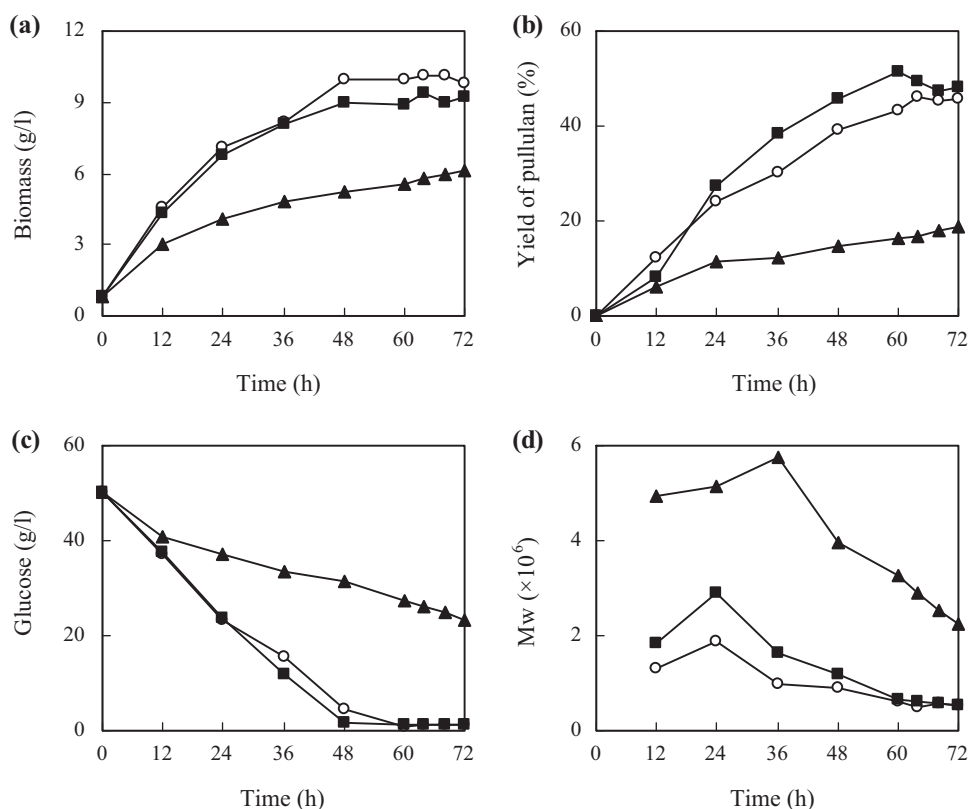 (a)
12
9
6
3
0
Biomass (g/l)
0 12 24 36 48 60 72
Time (h)
(b)
60
40
20
0
Yield of pullulan (%)
0 12 24 36 48 60 72
Time (h)
(c)
60
40
20
0
Glucose (g/l)
0 12 24 36 48 60 72
Time (h)
(d)
6
4
2
0
Mw (×10⁶)
0 12 24 36 48 60 72
Time (h)